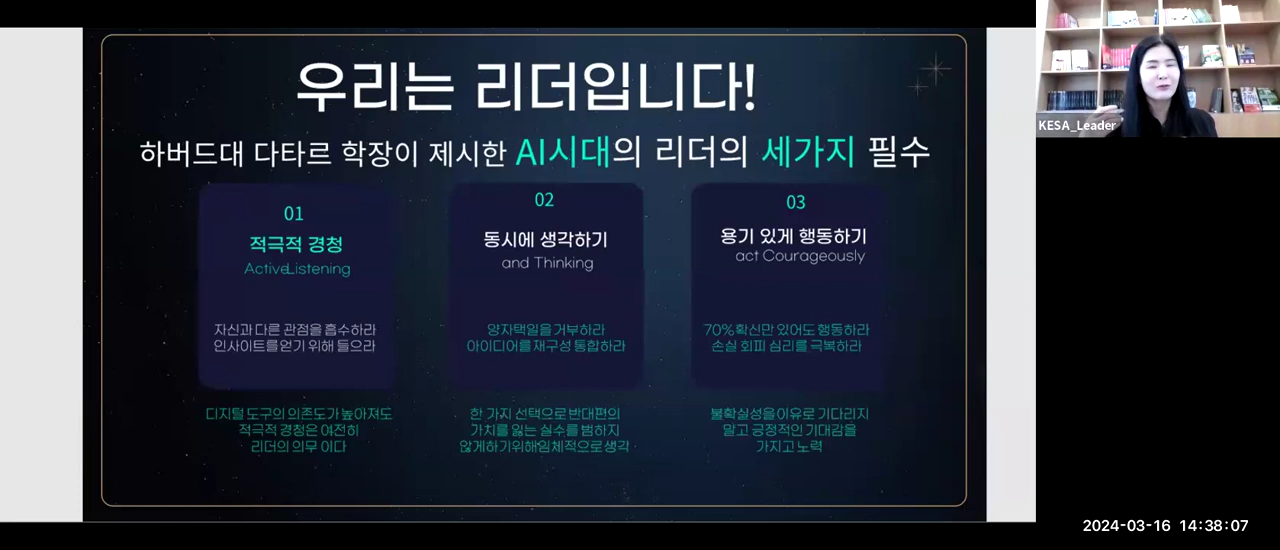 우리는 리더입니다!
하버드대 다타르 학장이 제시한 AI시대의 리더의 세가지 필수
01
적극적 경청
ActiveListening
자신과 다른 관점을 흡수하라
인사이트를 얻기 위해 들으라
디지털 도구의 의존도가 높아져도
적극적 경청은 여전히
리더의 의무 이다
02
동시에 생각하기
and Thinking
양자택일을 거부하라
아이디어를 재구성 통합하라
한 가지 선택으로 반대편의
가치를 잃는 실수를 범하지
않게하기위해임체적으로생각
03
용기 있게 행동하기
act Courageously
70%확신만 있어도 행동하라
손실 회피 심리를 극복하라
불확실성을 이유로 기다리지
말고 긍정적인 기대감을
가지고 노력
KESA_Leader
2024-03-16 14:38:07